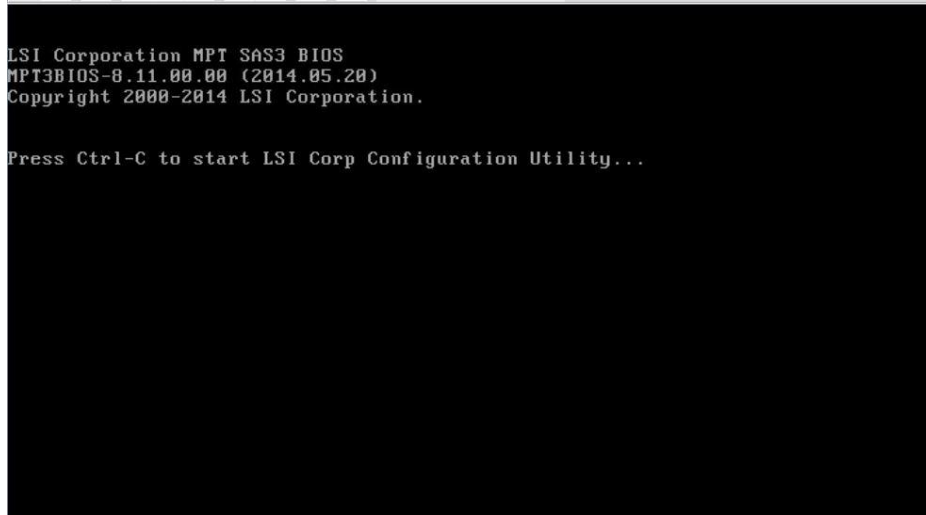 LSI Corporation MPT SAS3 BIOS
MPT3BIOS-8.11.00.00 (2014.05.20)
Copyright 2000-2014 LSI Corporation.
Press Ctrl-C to start LSI Corp Configuration Utility...